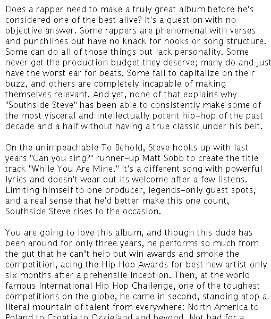 Does a rapper need to make a truly great album before he's
considered one of the best alive? It's a question with no
objective answer. Some rappers are phenomenal with verses
and punchlines but have no knack for hooks or song structure.
Some can do all of those things but lack personality. Some
never get the production budget they deserve; many do and just
have the worst ear for beats. Some fail to capitalize on their
buzz, and others are completely incapable of making
themselves relevant. And yet, none of that explains why
"Southside Steve" has been able to consistently make some of
the most visceral and intellectually potent hip-hop of the past
decade and a half without having a true classic under his belt.

On the unimpeachable To Behold, Steve hooks up with last
years "Can you sing?" runner-up Matt Sobb to create the title
track "While You Are Mine." It's a different song with powerful
lyrics and doesn't wear out its welcome after a few listens.
Limiting himself to one producer, legends-only guest spots,
and a real sense that he'd better make this one count,
Southside Steve rises to the occasion.

You are going to love this album, and though this dude has
been around for only three years, he performs so much from
the gut that he can't help but win awards and smoke the
competition, acing the Hip Hop Awards for best new artist only
six months after a prehensile inception. Then, at the world
famous International Hip Hop Challenge, one of the toughest
competitions on the globe, he came in second, standing atop a
literal mountain of talent from everywhere: North America to
Poland to Croatia to Ozzieland and beyond. Not bad for a